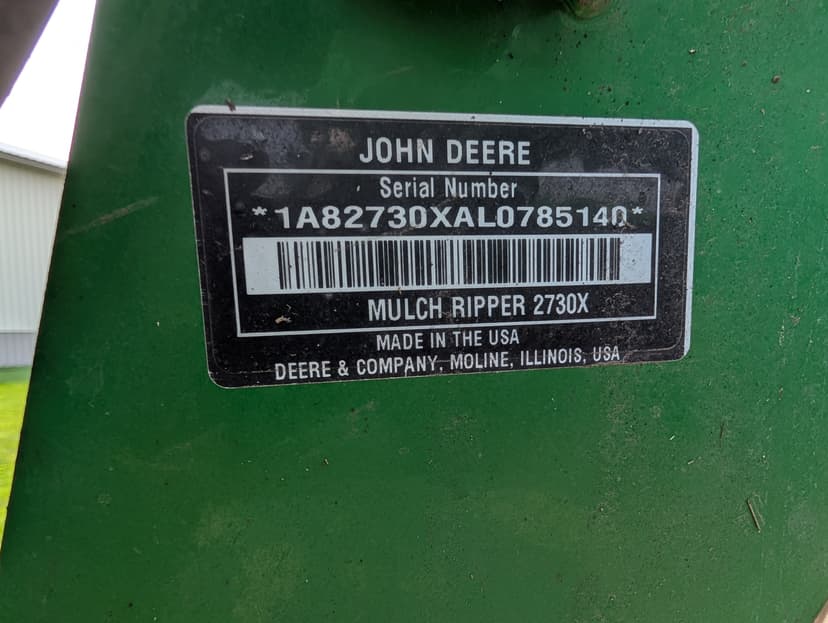 JOHN DEERE
Serial Number
*1A82730XAL0785140*
MULCH RIPPER 2730X
MADE IN THE USA
DEERE & COMPANY, MOLINE, ILLINOIS, USA